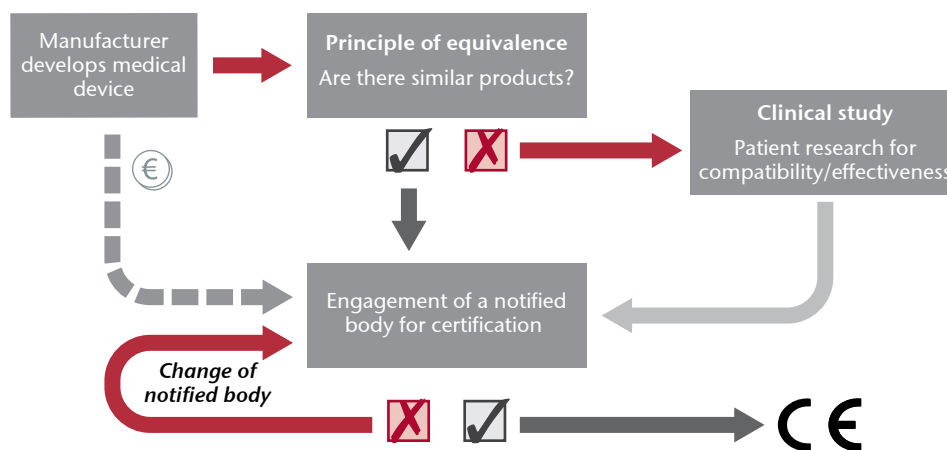 Manufacturer
develops medical
device
Principle of equivalence
Are there similar products?
Clinical study
Patient research for
compatibility/effectiveness
€
Engagement of a notified
body for certification
Change of
notified body
CE